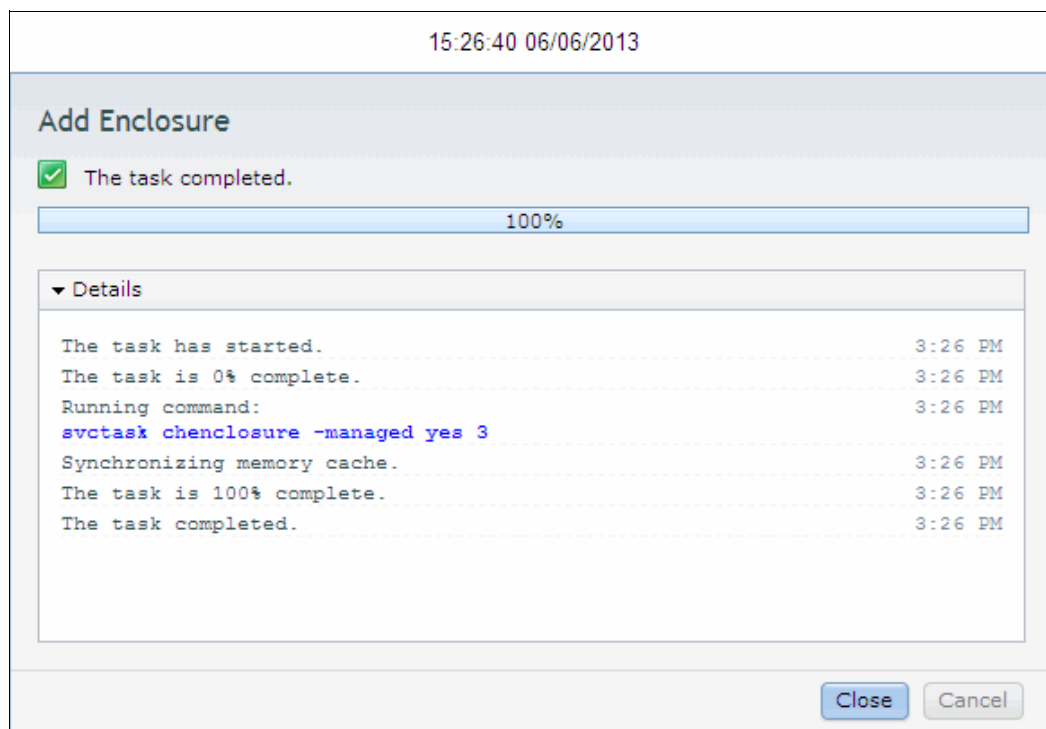 15:26:40 06/06/2013
Add Enclosure
The task completed.
100%
Details
The task has started. 3:26 PM
The task is 0% complete. 3:26 PM
Running command: 3:26 PM
svctask chenclosure -managed yes 3
Synchronizing memory cache. 3:26 PM
The task is 100% complete. 3:26 PM
The task completed. 3:26 PM
Close Cancel